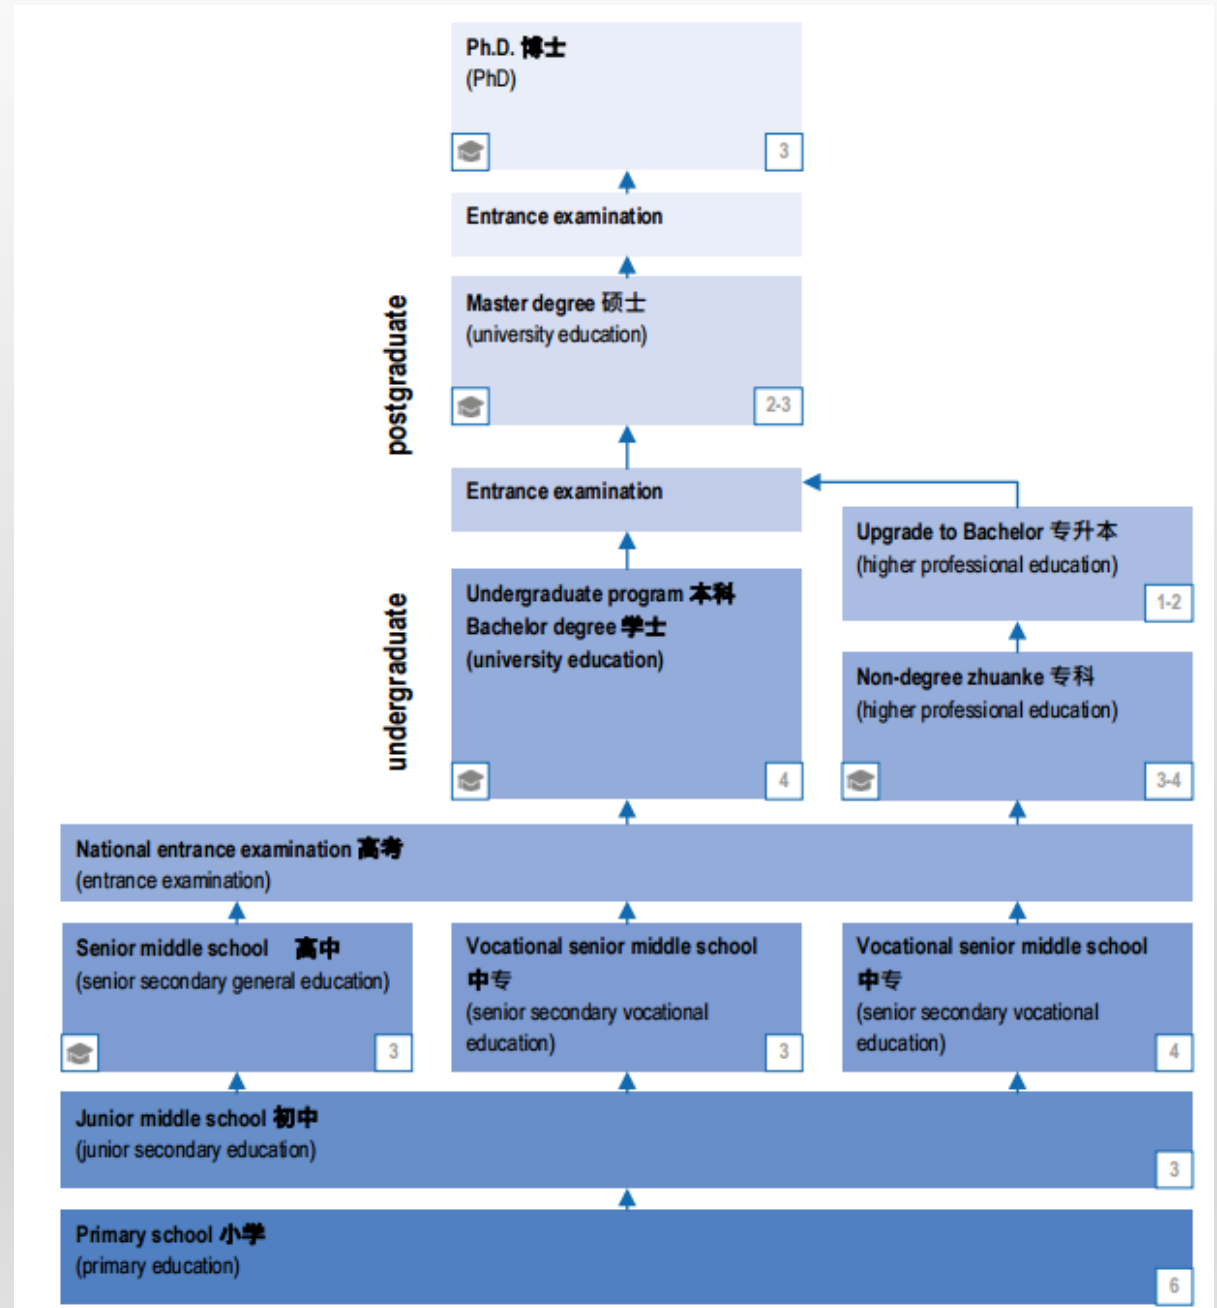 Ph.D. 博士
(PhD)
3
Entrance examination
postgraduate
Master degree 硕士
(university education)
2-3
Entrance examination
Upgrade to Bachelor 专升本
(higher professional education)
1-2
undergraduate
Undergraduate program 本科
Bachelor degree 学士
(university education)
4
Non-degree zhuanke 专科
(higher professional education)
3-4
National entrance examination 高考
(entrance examination)
Senior middle school 高中
(senior secondary general education)
3
Vocational senior middle school
中专
(senior secondary vocational
education)
3
Vocational senior middle school
中专
(senior secondary vocational
education)
4
Junior middle school 初中
(junior secondary education)
3
Primary school 小学
(primary education)
6